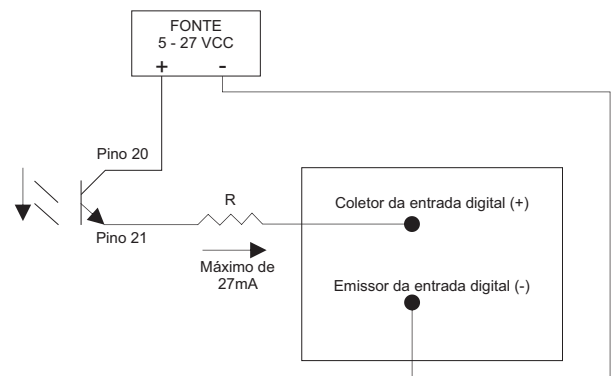 FONTE
5 - 27 VCC
+ -
Pino 20
Pino 21
R
Máximo de
27mA
Coletor da entrada digital (+)
Emissor da entrada digital (-)